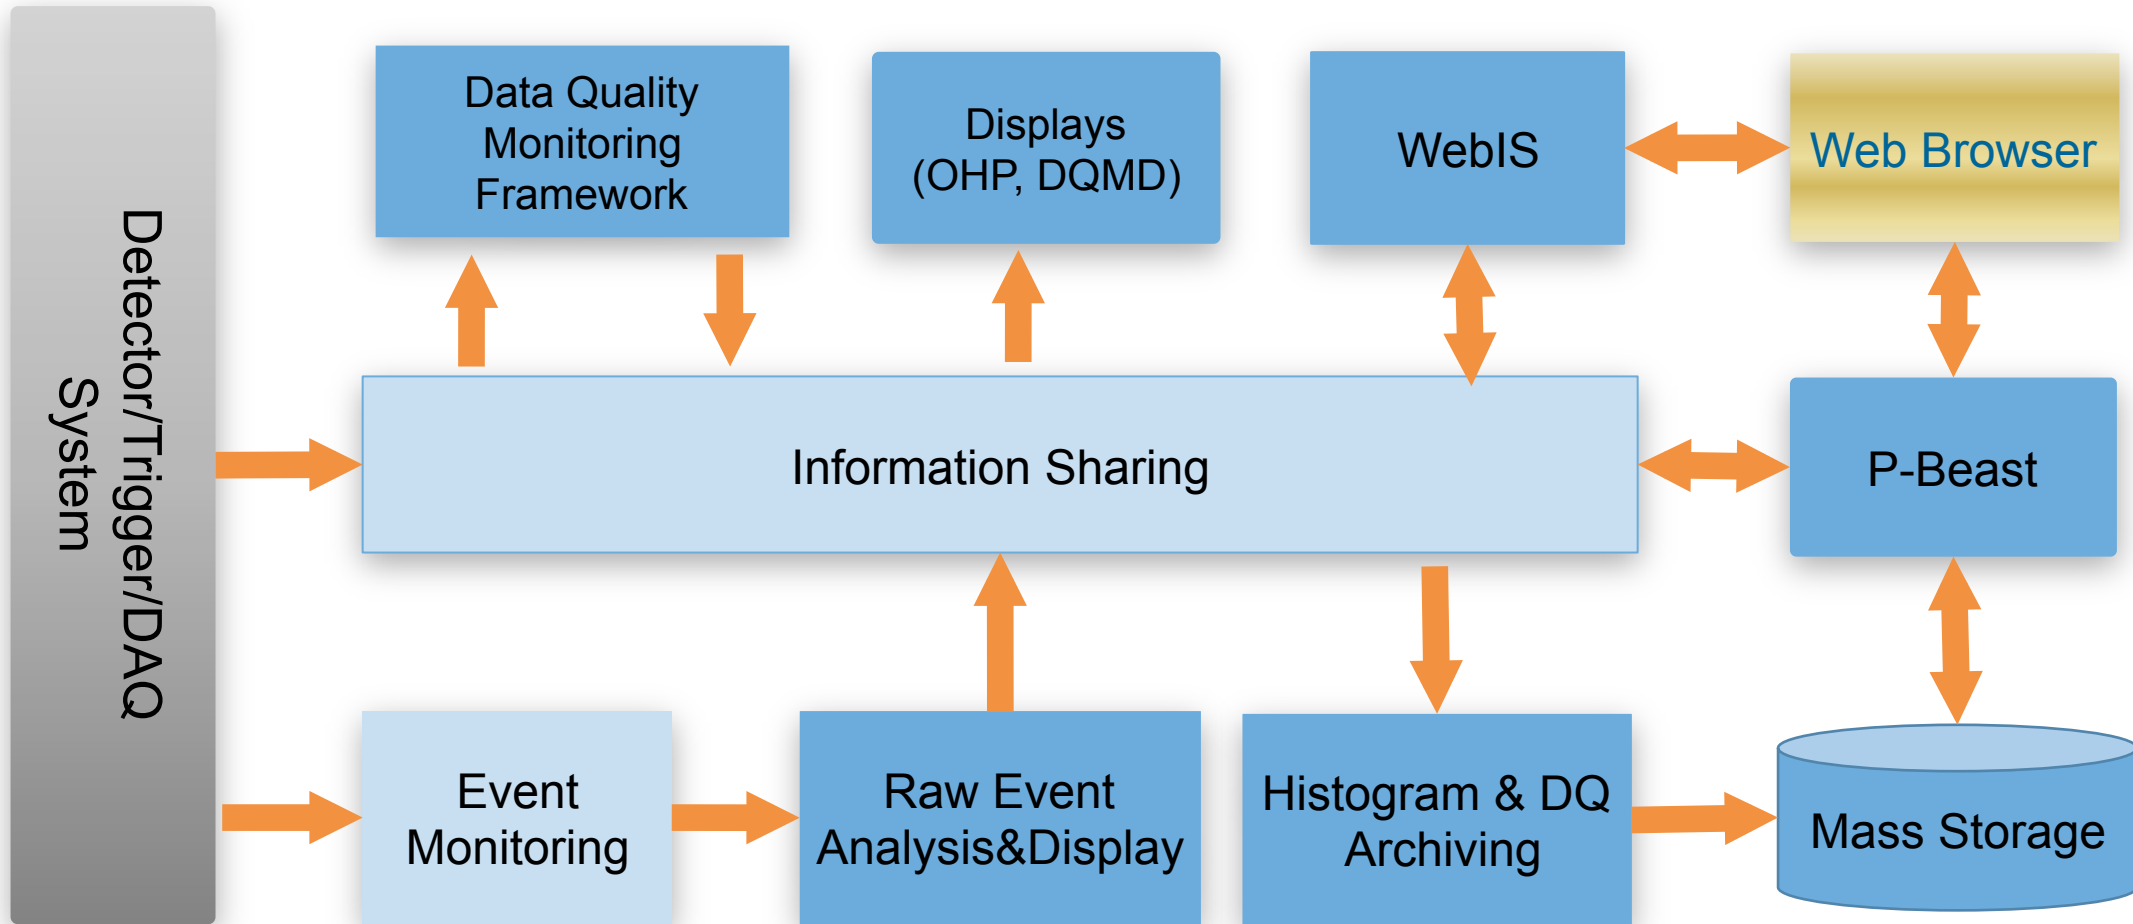 Detector/Trigger/DAQ
System
Data Quality
Monitoring
Framework
Displays
(OHP, DQMD)
WebIS
Web Browser
Information Sharing
P-Beast
Event
Monitoring
Raw Event
Analysis&Display
Histogram & DQ
Archiving
Mass Storage